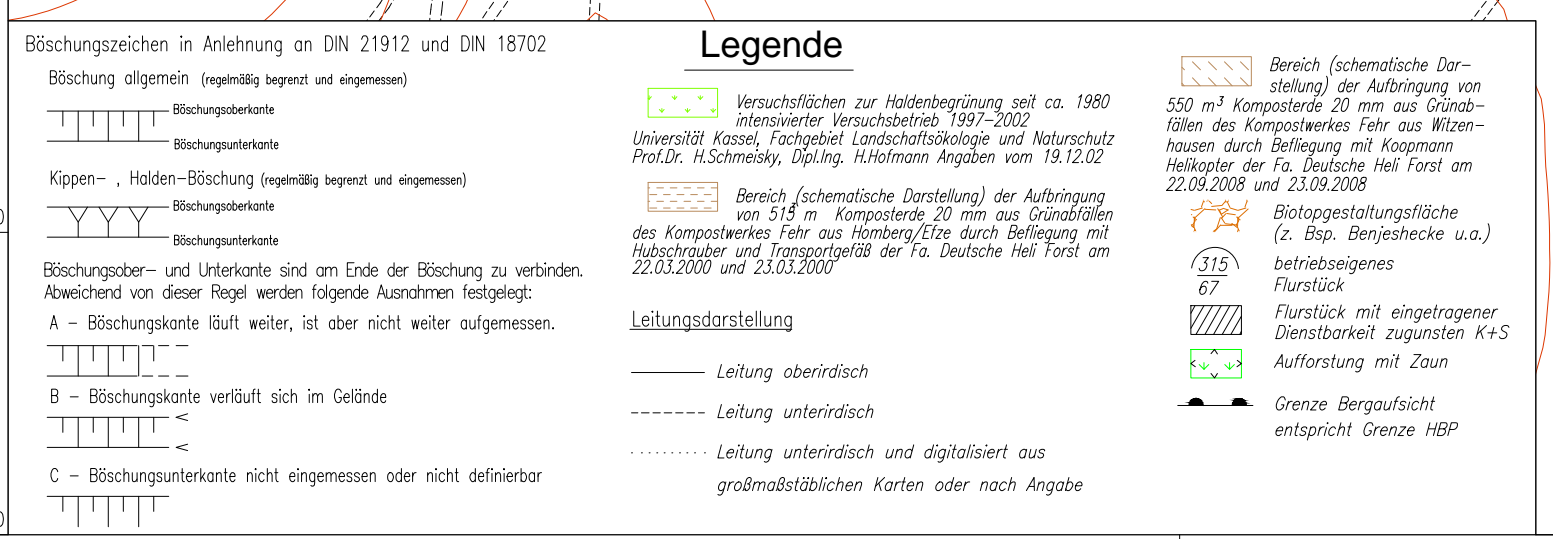 Böschungszeichen in Anlehnung an DIN 21912 und DIN 18702
Böschung allgemein (regelmäßig begrenzt und eingemessen)
Böschungsoberkante
Böschungsunterkante
Kippen- , Halden-Böschung (regelmäßig begrenzt und eingemessen)
Böschungsoberkante
Böschungsunterkante
Böschungsober- und Unterkante sind am Ende der Böschung zu verbinden.
Abweichend von dieser Regel werden folgende Ausnahmen festgelegt:
A - Böschungskante läuft weiter, ist aber nicht weiter aufgemessen.
B - Böschungskante verläuft sich im Gelände
C - Böschungsunterkante nicht eingemessen oder nicht definierbar
Legende
Versuchsflächen zur Haldenbegrünung seit ca. 1980
intensivierter Versuchsbetrieb 1997-2002
Universität Kassel, Fachgebiet Landschaftsökologie und Naturschutz
Prof.Dr. H.Schmeisky, Dipl.Ing. H.Hofmann Angaben vom 19.12.02
Bereich (schematische Darstellung) der Aufbringung
von 515 m³ Komposterde 20 mm aus Grünabfällen
des Kompostwerkes Fehr aus Homberg/Efze durch Befliegung mit
Hubschrauber und Transportgefäß der Fa. Deutsche Heli Forst am
22.03.2000 und 23.03.2000
Leitungsdarstellung
Leitung oberirdisch
Leitung unterirdisch
Leitung unterirdisch und digitalisiert aus
großmaßstäblichen Karten oder nach Angabe
Bereich (schematische Dar-
stellung) der Aufbringung von
550 m³ Komposterde 20 mm aus Grünab-
fällen des Kompostwerkes Fehr aus Witzen-
hausen durch Befliegung mit Koopmann
Helikopter der Fa. Deutsche Heli Forst am
22.09.2008 und 23.09.2008
Biotopgestaltungsfläche
(z. Bsp. Benjeshecke u.a.)
315
67
betriebseigenes
Flurstück
Flurstück mit eingetragener
Dienstbarkeit zugunsten K+S
Aufforstung mit Zaun
Grenze Bergaufsicht
entspricht Grenze HBP